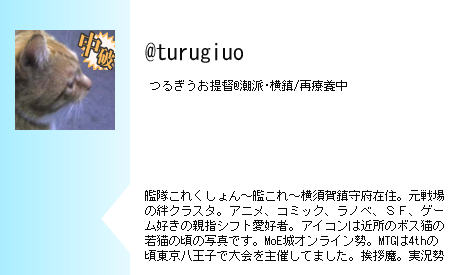 中破
@turugiuo
つるぎうお提督@潮派･横鎮/再療養中
艦隊これくしょん～艦これ～横須賀鎮守府在住。元戦場
の絆クラスタ。アニメ、コミック、ラノベ、ＳＦ、ゲー
ム好きの親指シフト愛好者。アイコンは近所のボス猫の
若猫の頃の写真です。MoE城オンライン勢。MTGは4thの
頃東京八王子で大会を主催してました。挨拶魔。実況勢